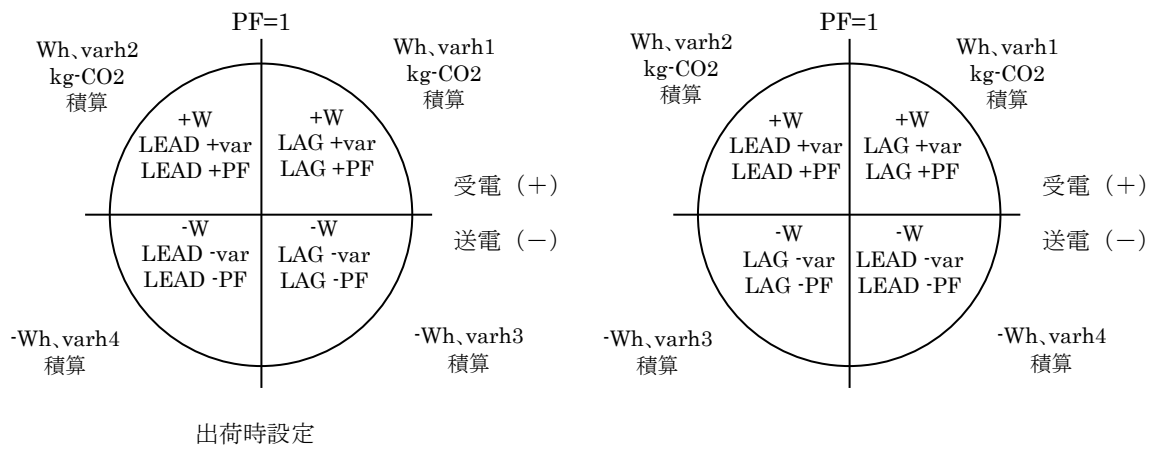 PF=1
Wh、varh2
kg-CO2
積算
Wh、varh1
kg-CO2
積算
+W
LEAD +var
LEAD +PF
+W
LAG +var
LAG +PF
受電（＋）
送電（－）
-W
LEAD -var
LEAD -PF
-W
LAG -var
LAG -PF
-Wh、varh4
積算
-Wh、varh3
積算
出荷時設定
PF=1
Wh、varh2
kg-CO2
積算
Wh、varh1
kg-CO2
積算
+W
LEAD +var
LEAD +PF
+W
LAG +var
LAG +PF
受電（＋）
送電（－）
-W
LAG -var
LAG -PF
-W
LEAD -var
LEAD -PF
-Wh、varh3
積算
-Wh、varh4
積算